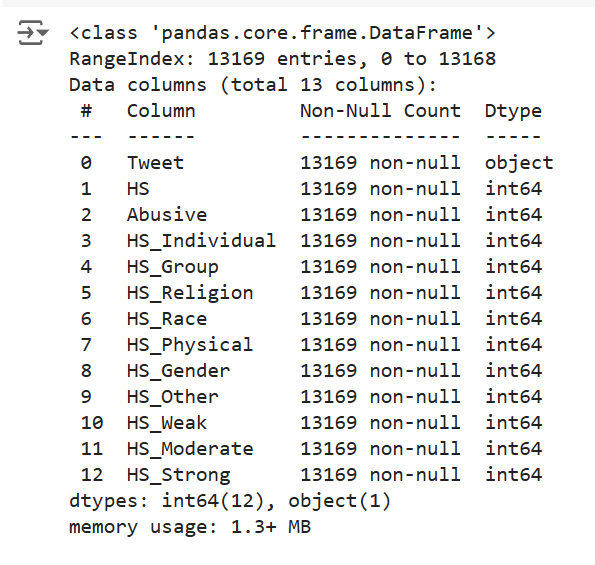 <class 'pandas.core.frame.DataFrame'>
RangeIndex: 13169 entries, 0 to 13168
Data columns (total 13 columns):
 #   Column         Non-Null Count  Dtype
---  ------         --------------  -----
 0   Tweet          13169 non-null  object
 1   HS             13169 non-null  int64
 2   Abusive        13169 non-null  int64
 3   HS_Individual  13169 non-null  int64
 4   HS_Group       13169 non-null  int64
 5   HS_Religion    13169 non-null  int64
 6   HS_Race        13169 non-null  int64
 7   HS_Physical    13169 non-null  int64
 8   HS_Gender      13169 non-null  int64
 9   HS_Other       13169 non-null  int64
 10  HS_Weak        13169 non-null  int64
 11  HS_Moderate    13169 non-null  int64
 12  HS_Strong      13169 non-null  int64
dtypes: int64(12), object(1)
memory usage: 1.3+ MB